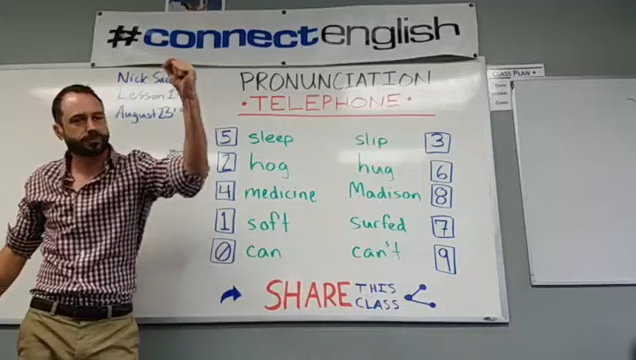 #connectenglish
CLASS PLAN
Nick
Lesson 1
August 23
PRONUNCIATION
• TELEPHONE •
5 sleep slip 3
2 hog hug 6
4 medicine Madison 8
1 soft surfed 7
0 can can't 9
SHARE THIS CLASS